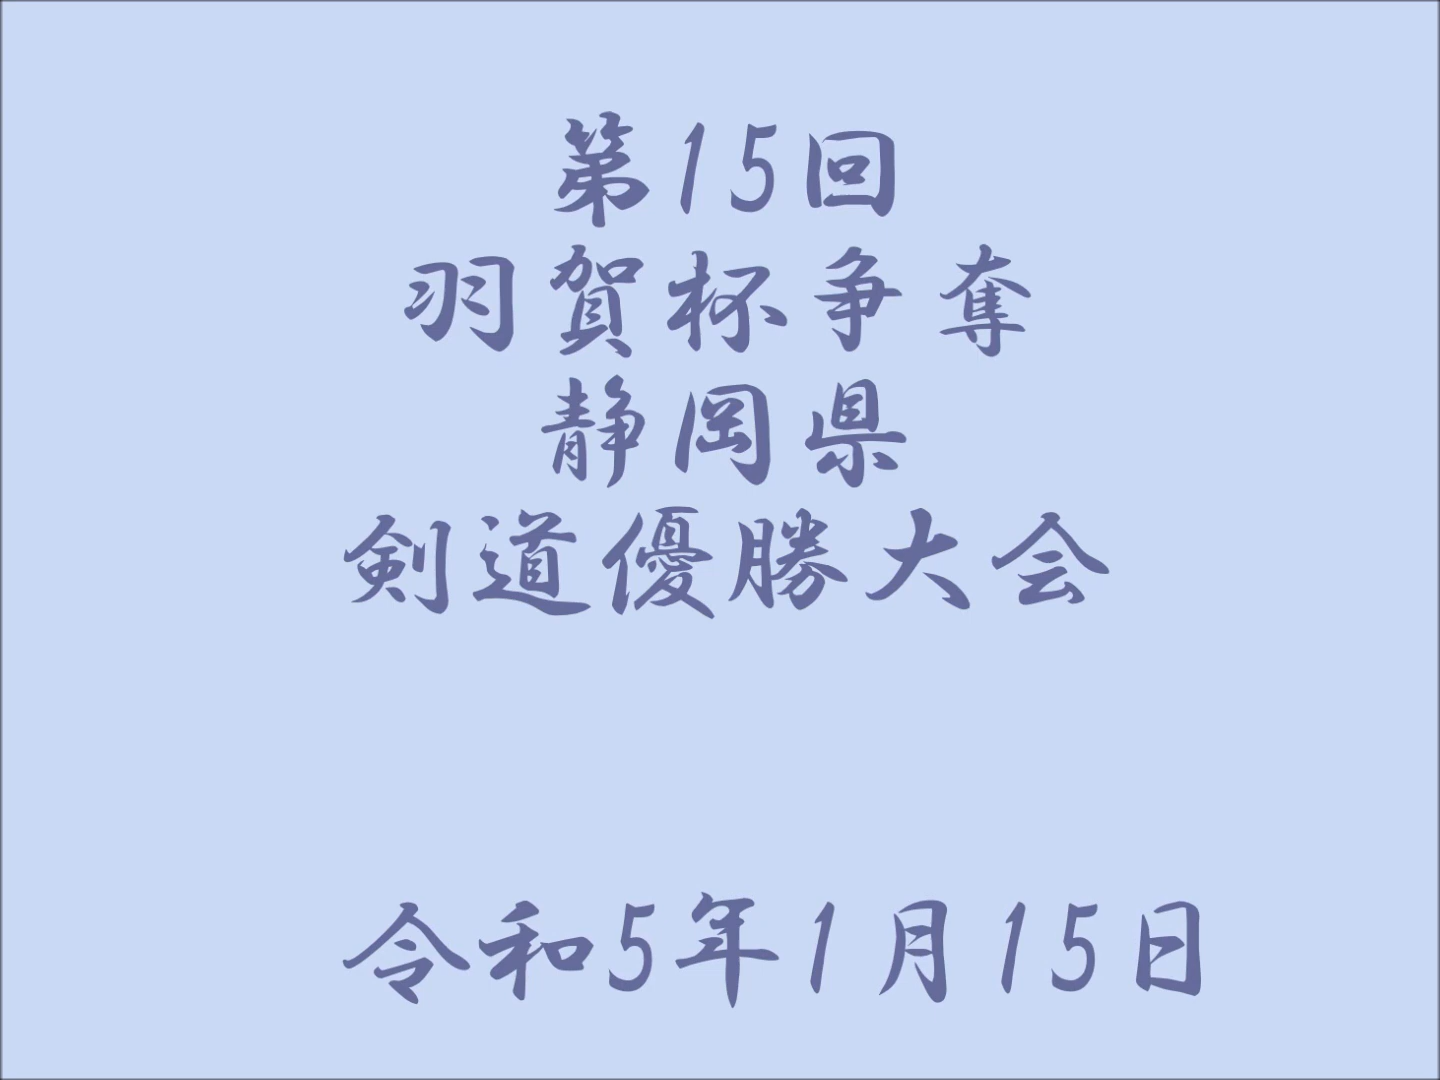 第15回
羽賀杯争奪
静岡県
剣道優勝大会
令和5年1月15日